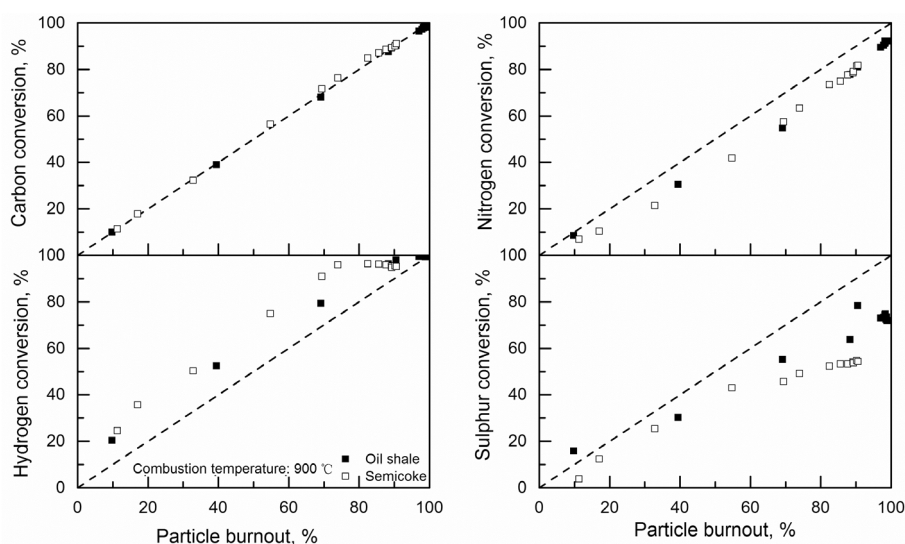 100
80
60
40
20
Carbon conversion, %
100
80
60
40
20
0
Hydrogen conversion, %
Oil shale
Combustion temperature: 900 ℃
Semicoke
0 20 40 60 80 100
Particle burnout, %
100
80
60
40
20
Nitrogen conversion, %
100
80
60
40
20
0
Sulphur conversion, %
0 20 40 60 80 100
Particle burnout, %